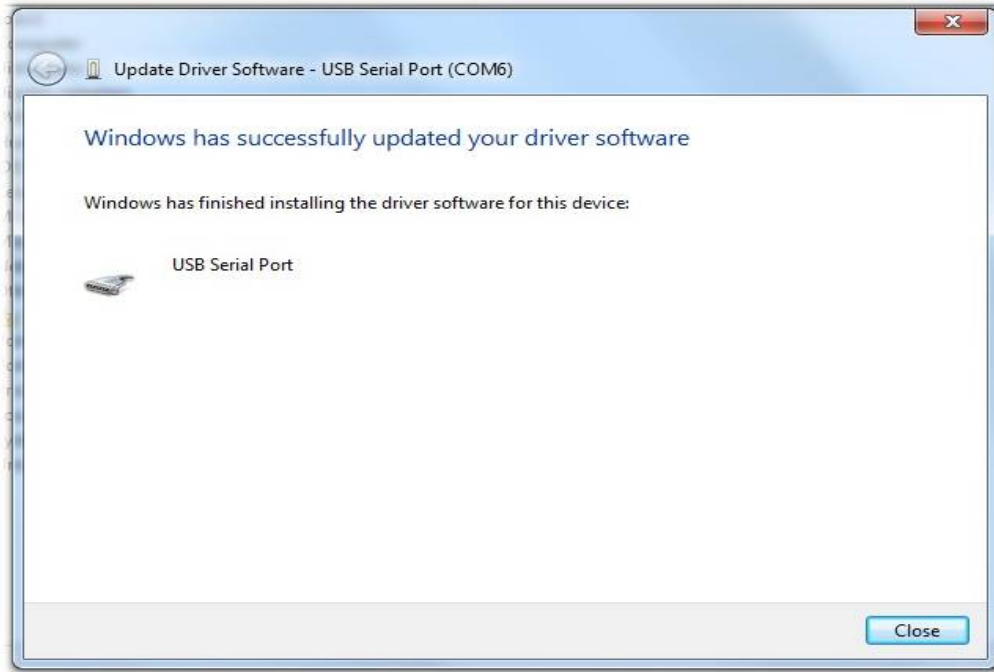 Update Driver Software - USB Serial Port (COM6)
Windows has successfully updated your driver software
Windows has finished installing the driver software for this device:
USB Serial Port
Close